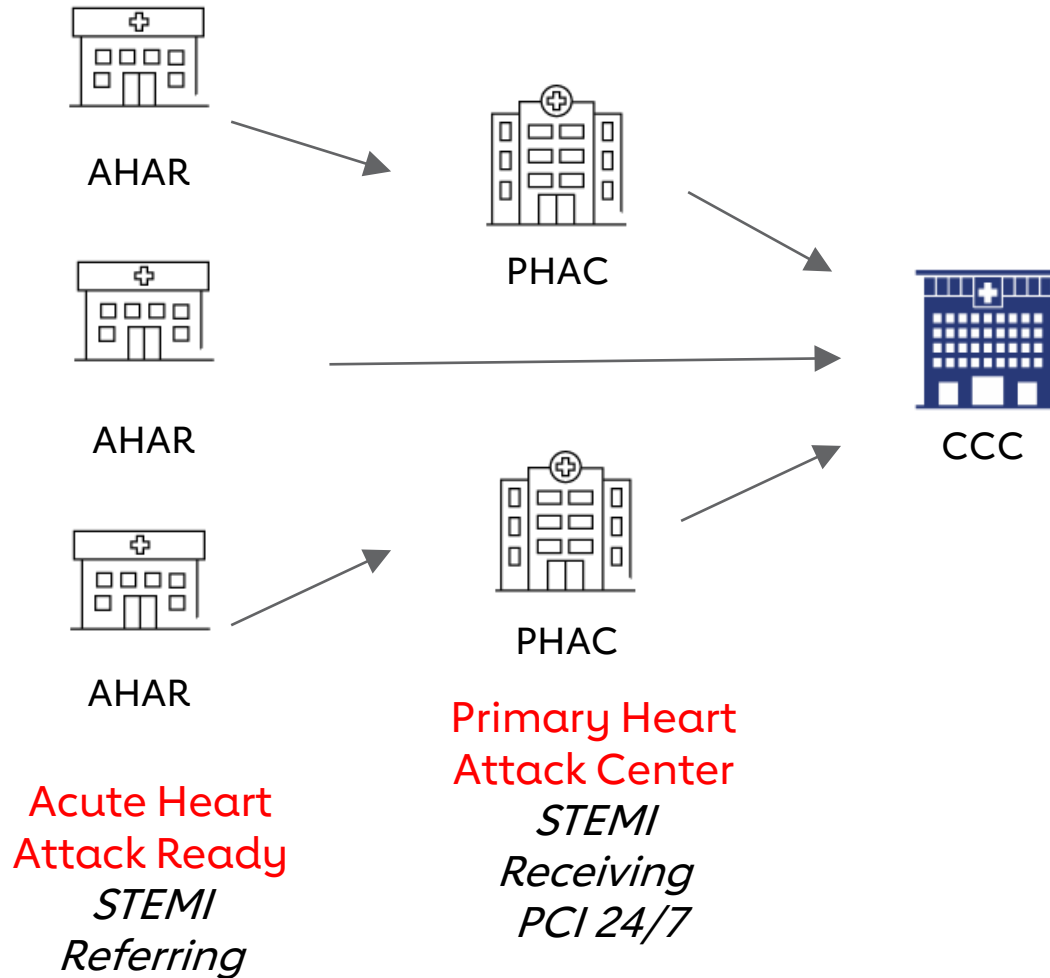 AHAR
PHAC
AHAR
CCC
PHAC
AHAR
Primary Heart
Attack Center
STEMI
Receiving
PCI 24/7
Acute Heart
Attack Ready
STEMI
Referring